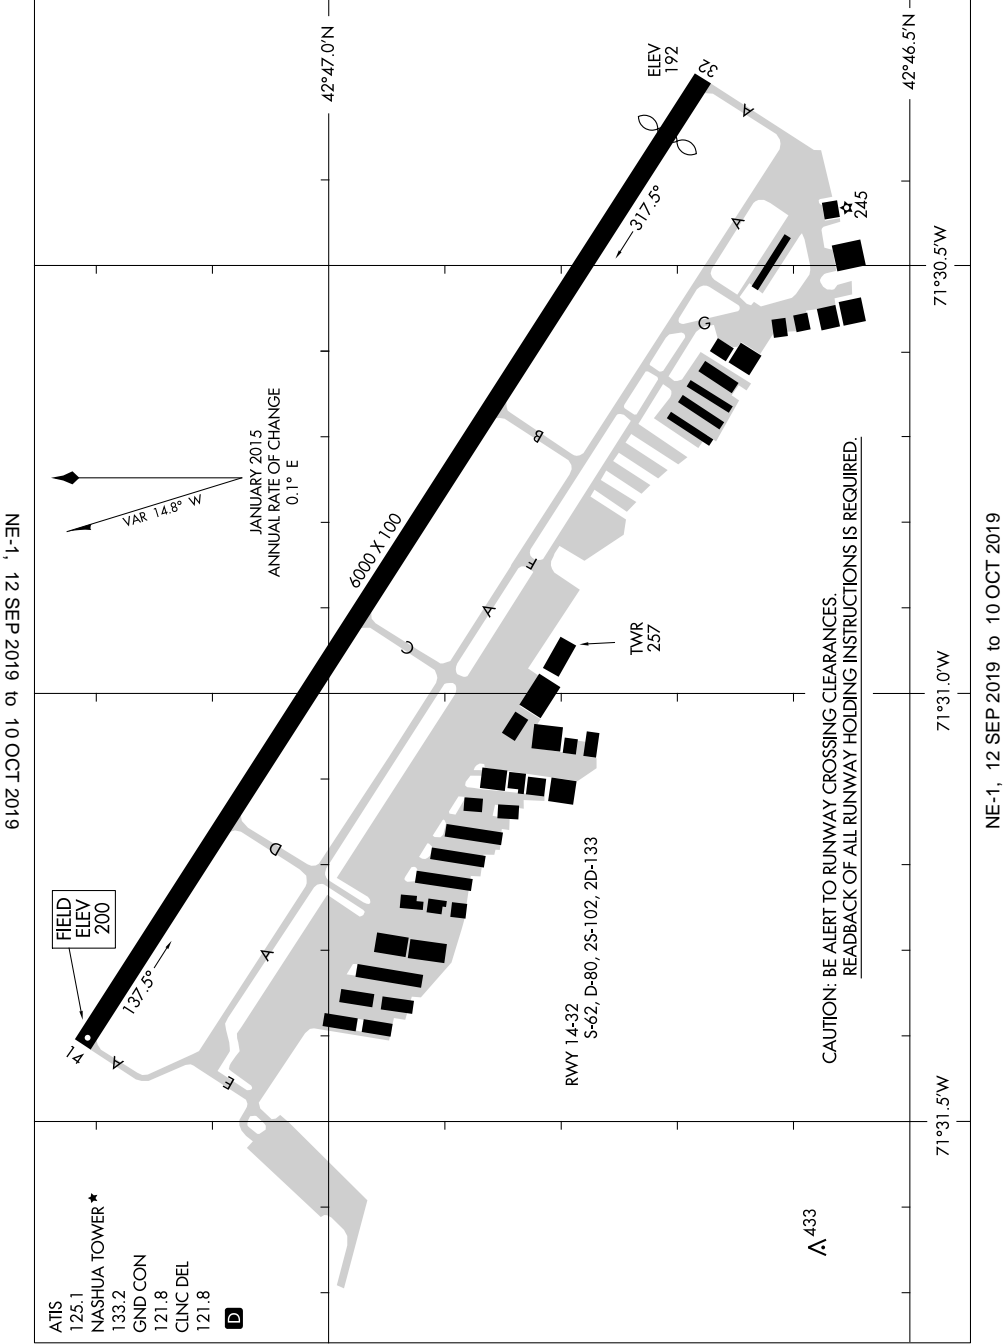 ATIS
125.1
NASHUA TOWER
133.2
GND CON
121.8
CLNC DEL
121.8
D
FIELD
ELEV
200
14
137.5°
A
E
A
D
C
A
F
B
6000 X 100
VAR 14.8° W
JANUARY 2015
ANNUAL RATE OF CHANGE
0.1° E
G
A
A
317.5°
32
ELEV
192
245
TWR
257
433
RWY 14-32
S-62, D-80, 2S-102, 2D-133
CAUTION: BE ALERT TO RUNWAY CROSSING CLEARANCES.
READBACK OF ALL RUNWAY HOLDING INSTRUCTIONS IS REQUIRED.
42°47.0'N
42°46.5'N
71°31.5'W
71°31.0'W
71°30.5'W
NE-1, 12 SEP 2019 to 10 OCT 2019
NE-1, 12 SEP 2019 to 10 OCT 2019